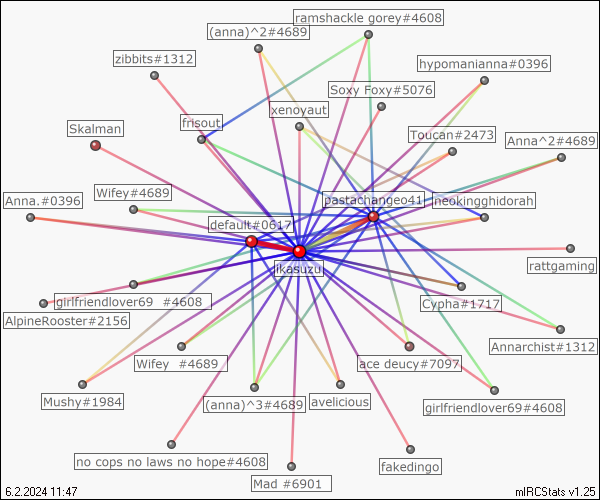 ramshackle gorey#4608
(anna)^2#4689
zibbits#1312
hypomanianna#0396
Soxy Foxy#5076
xenoyaut
frisout
Skalman
Toucan#2473
Anna^2#4689
Wifey#4689
Anna.#0396
pastachangeo41
neokingghidorah
default#0617
jkasuzu
rattgaming
girlfriendlover69 #4608
Cypha#1717
AlpineRooster#2156
Annarchist#1312
Wifey #4689
ace deucy#7097
Mushy#1984
(anna)^3#4689
avelicious
girlfriendlover69#4608
no cops no laws no hope#4608
fakedingo
Mad #6901
6.2.2024 11:47
mIRCStats v1.25